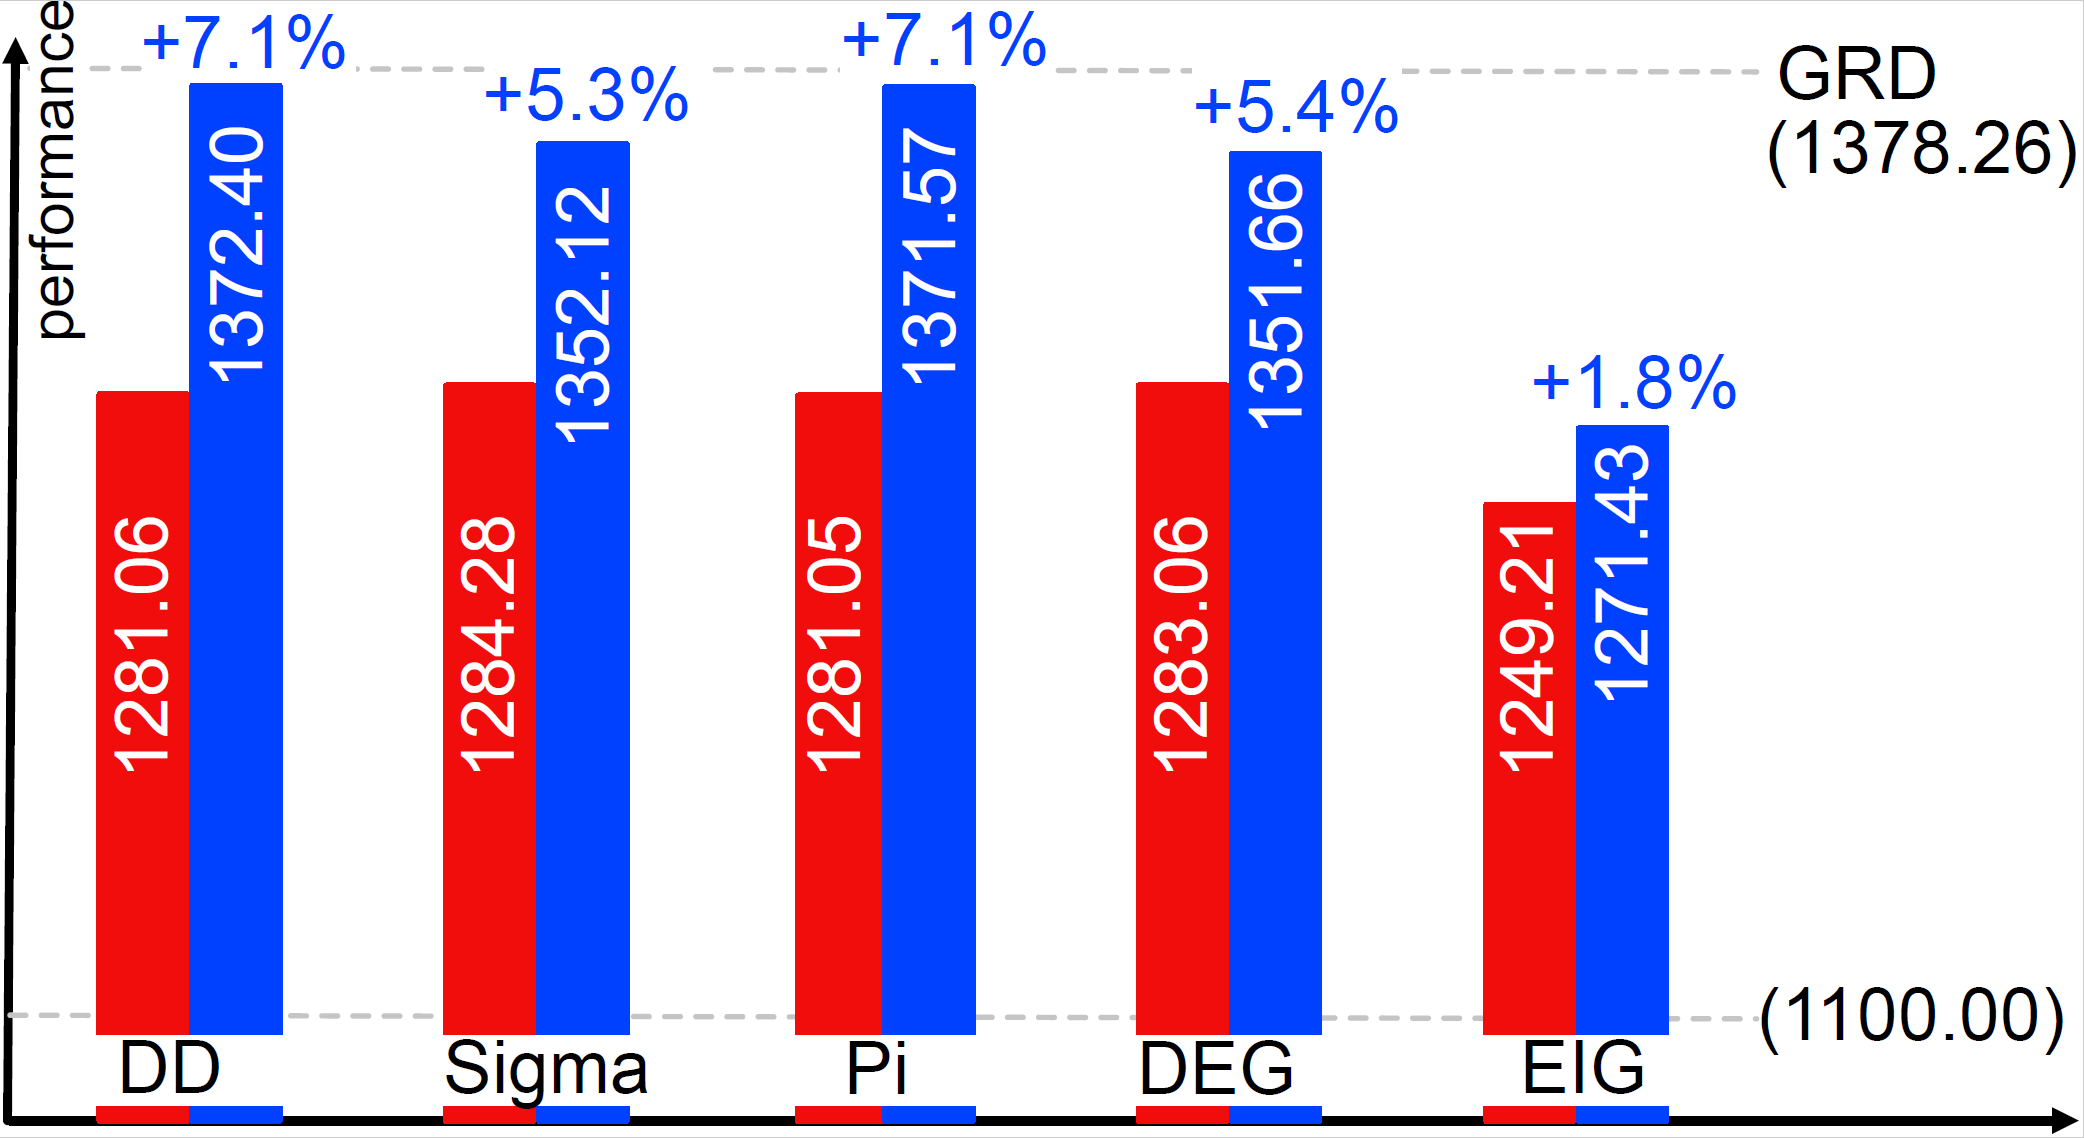 performance
+7.1%
+5.3%
+7.1%
+5.4%
+1.8%
GRD
(1378.26)
1281.06
1372.40
1284.28
1352.12
1281.05
1371.57
1283.06
1351.66
1249.21
1271.43
(1100.00)
DD
Sigma
Pi
DEG
EIG